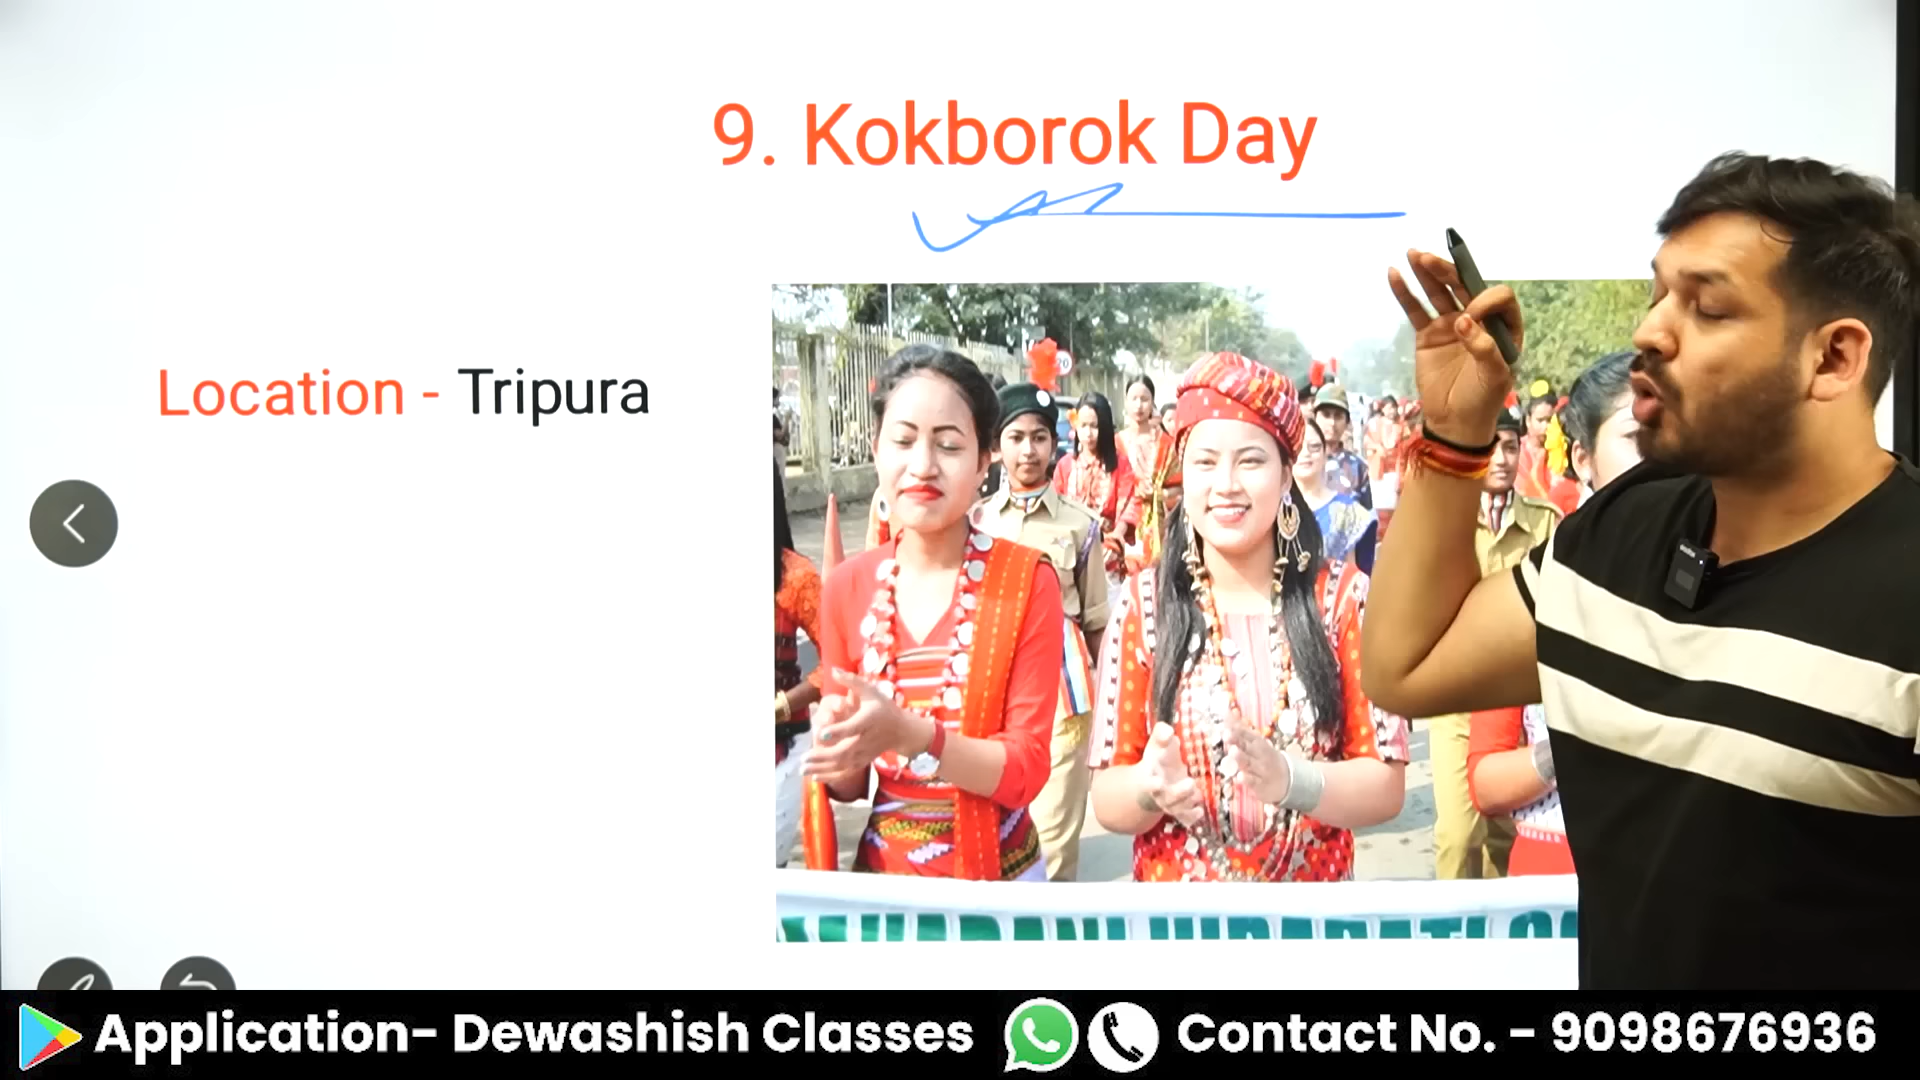 9. Kokborok Day
Location - Tripura
Application- Dewashish Classes
Contact No. - 9098676936